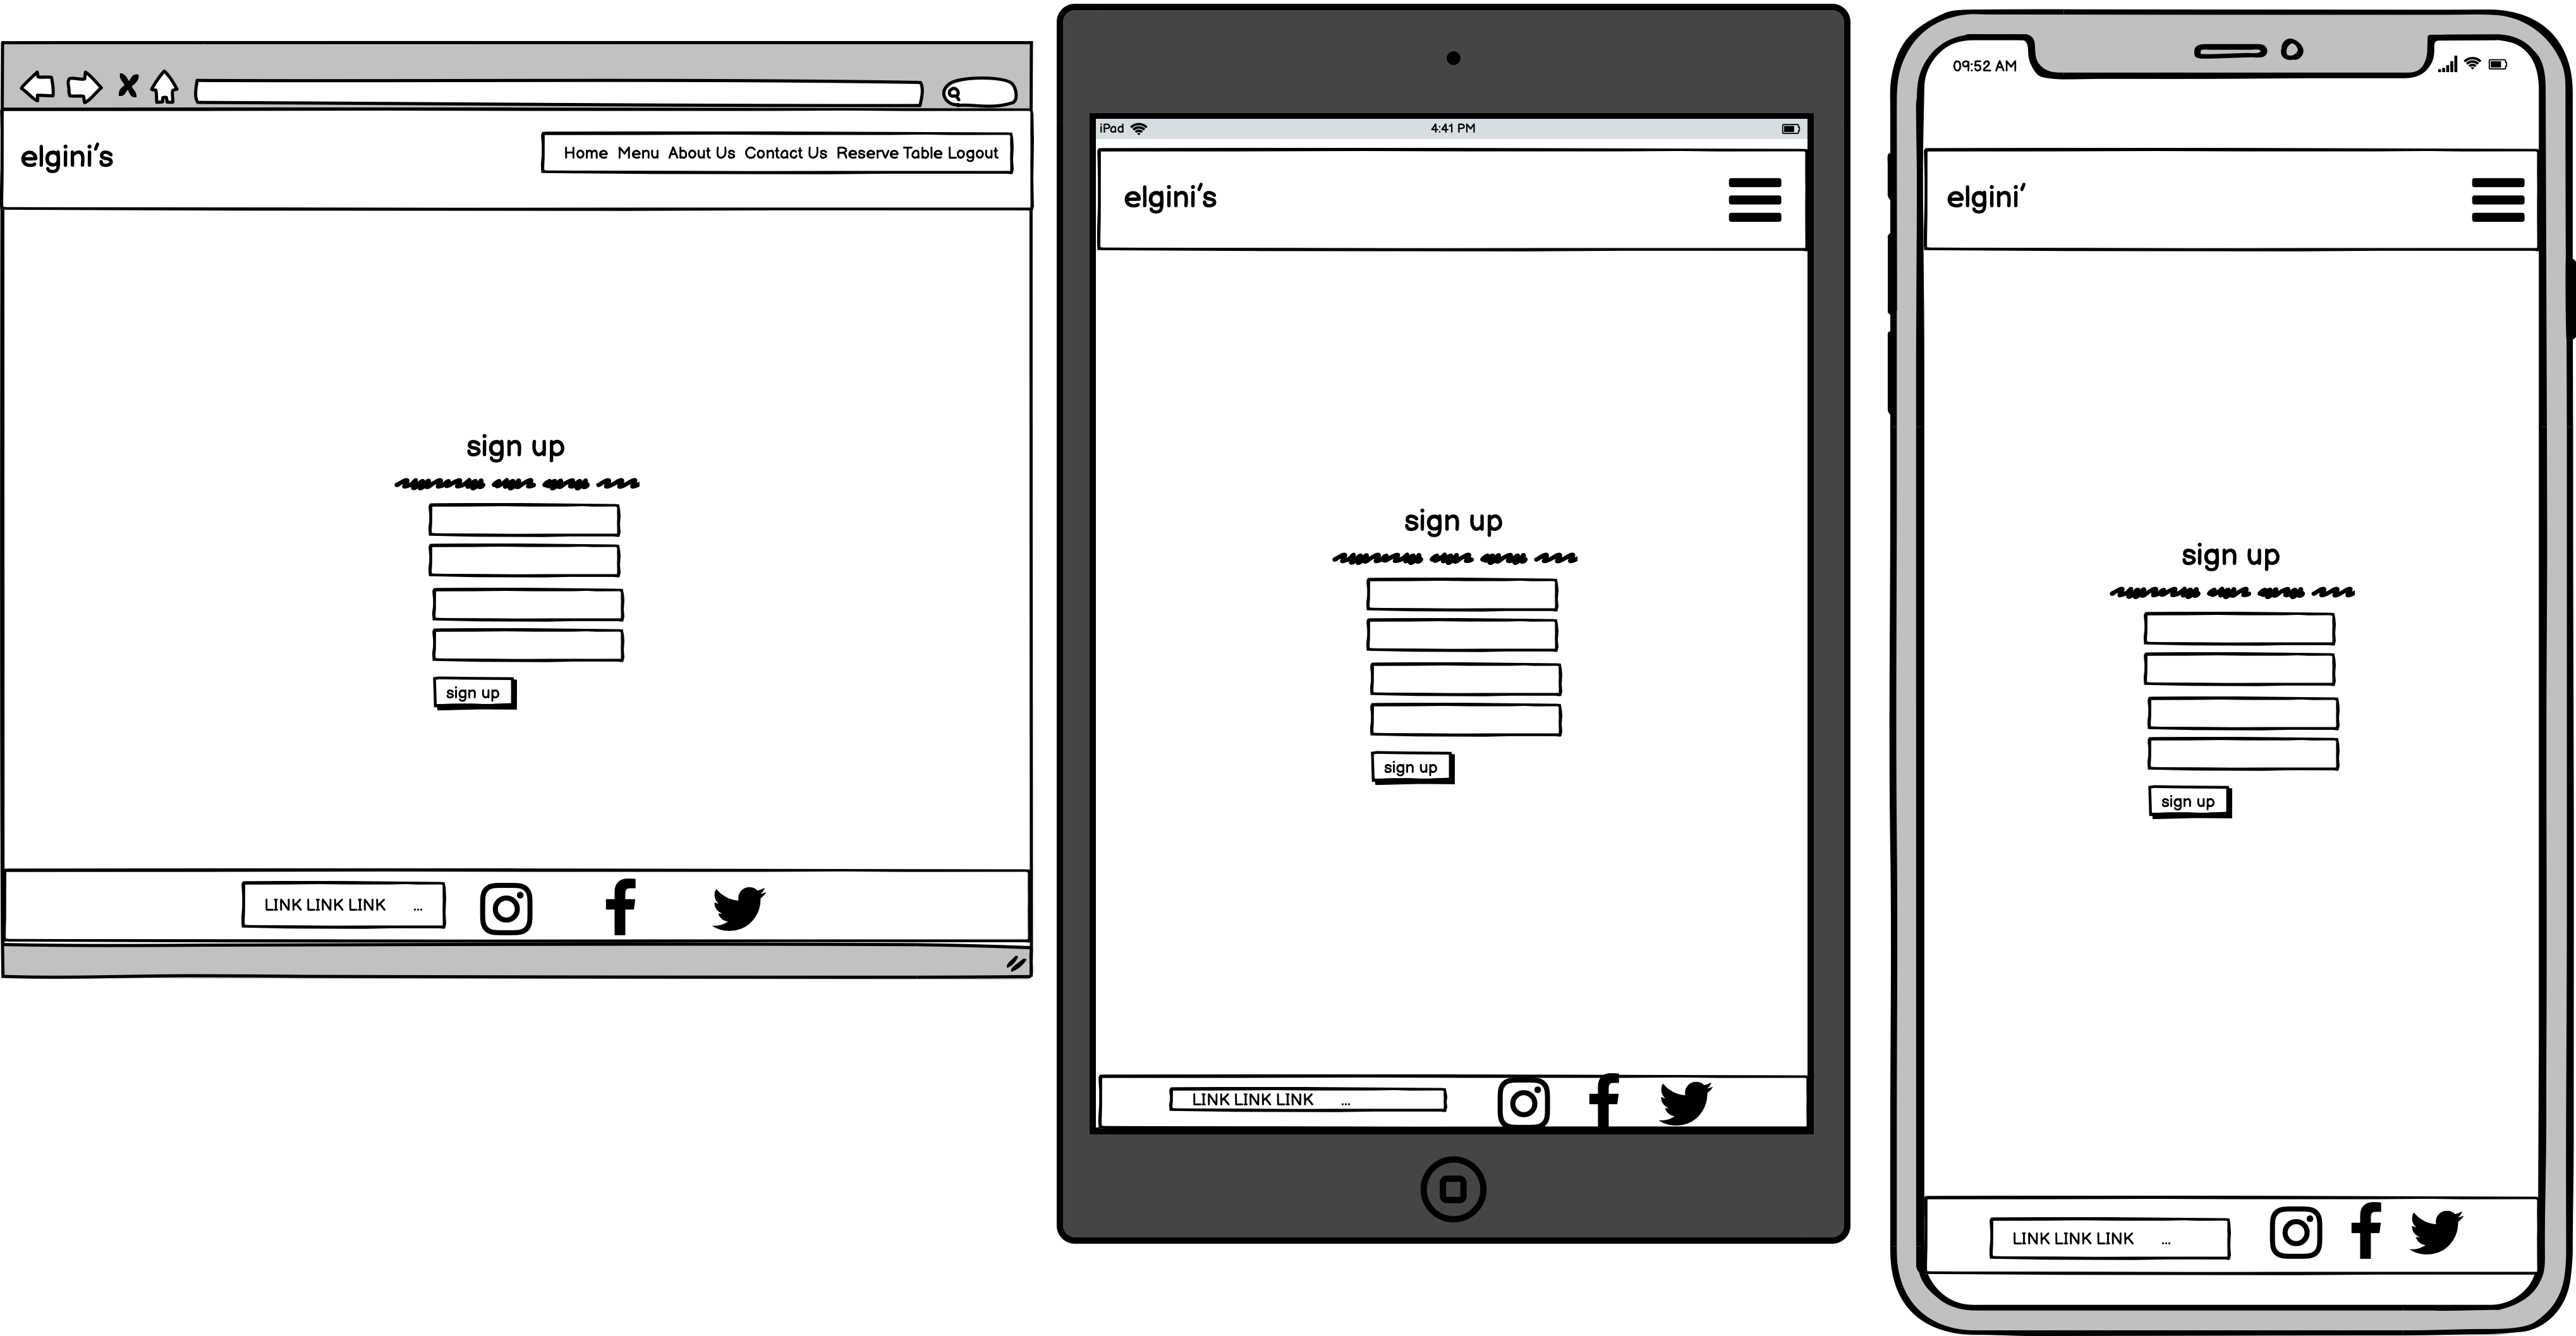 elgini's
Home Menu About Us Contact Us Reserve Table Logout
sign up
sign up
LINK LINK LINK ...
iPad
4:41 PM
elgini's
sign up
sign up
LINK LINK LINK ...
09:52 AM
elgini'
sign up
sign up
LINK LINK LINK ...